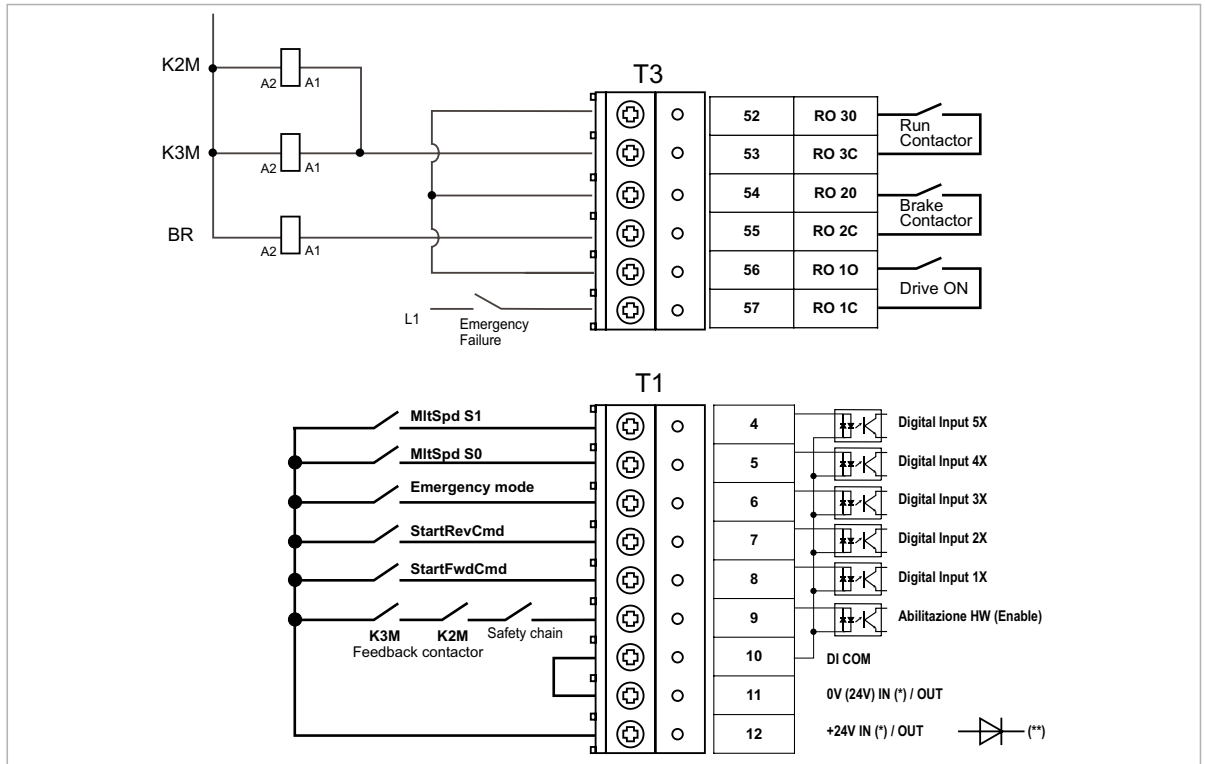 K2M
A2 A1
K3M
A2 A1
BR
A2 A1
L1
Emergency
Failure
T3
52 RO 30
53 RO 3C
Run
Contactor
54 RO 20
55 RO 2C
Brake
Contactor
56 RO 1O
57 RO 1C
Drive ON
T1
MltSpd S1
4
Digital Input 5X
MltSpd S0
5
Digital Input 4X
Emergency mode
6
Digital Input 3X
StartRevCmd
7
Digital Input 2X
StartFwdCmd
8
Digital Input 1X
K3M K2M Safety chain
Feedback contactor
9
Abilitazione HW (Enable)
10
DI COM
11
0V (24V) IN (*) / OUT
12
+24V IN (*) / OUT (**)